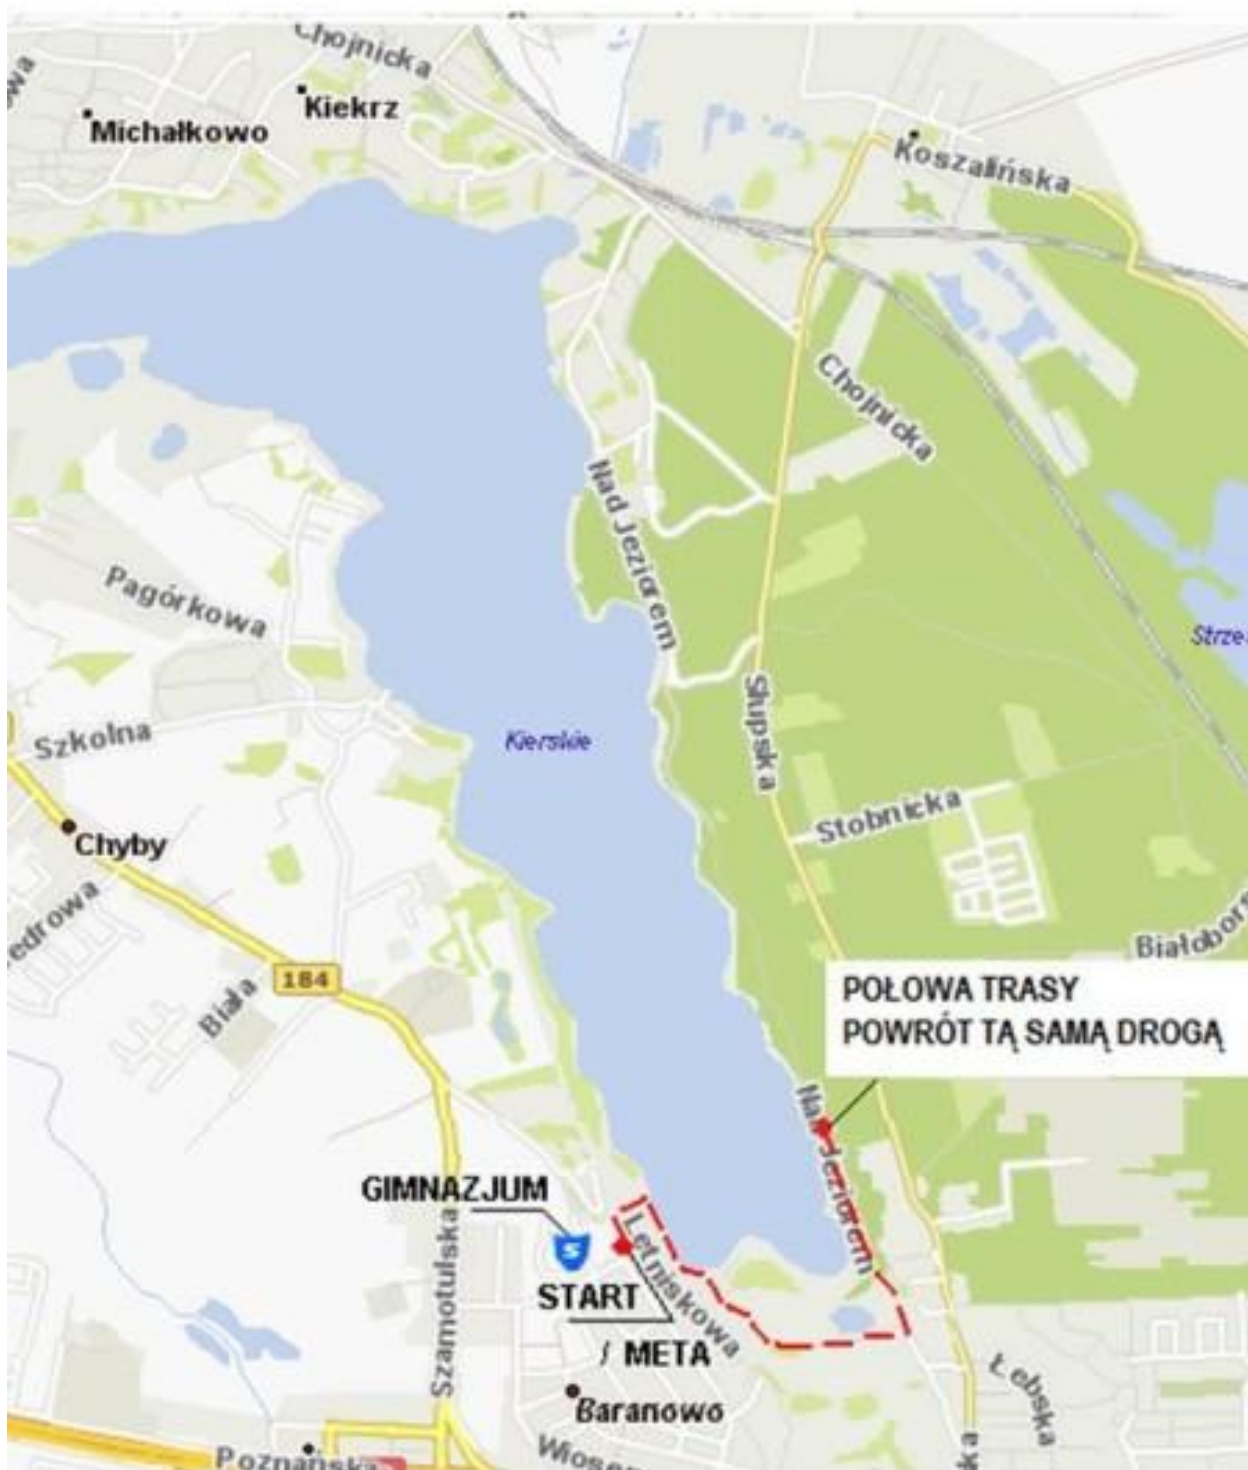 Chojnicka
Kiekrz
Michałkowo
Koszalińska
Chojnicka
Nad Jeziorem
Pagórkowa
Słupska
Szkolna
Kierskie
Stobnicka
Chyby
184
Biała
POŁOWA TRASY
POWRÓT TĄ SAMĄ DROGĄ
Nad Jeziorem
GIMNAZJUM
S
Letniskowa
START
/ META
Szamotulska
Łebska
Baranowo
Poznańska